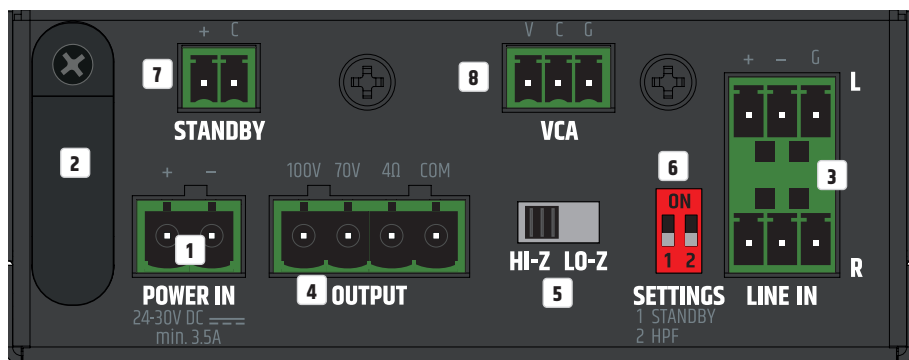 + C
7
STANDBY
V C G
8
VCA
+ − G
L
3
R
LINE IN
2
+ −
1
POWER IN
24-30V DC ⎓
min. 3.5A
100V 70V 4Ω COM
4 OUTPUT
HI-Z LO-Z
5
6
ON
1 2
SETTINGS
1 STANDBY
2 HPF